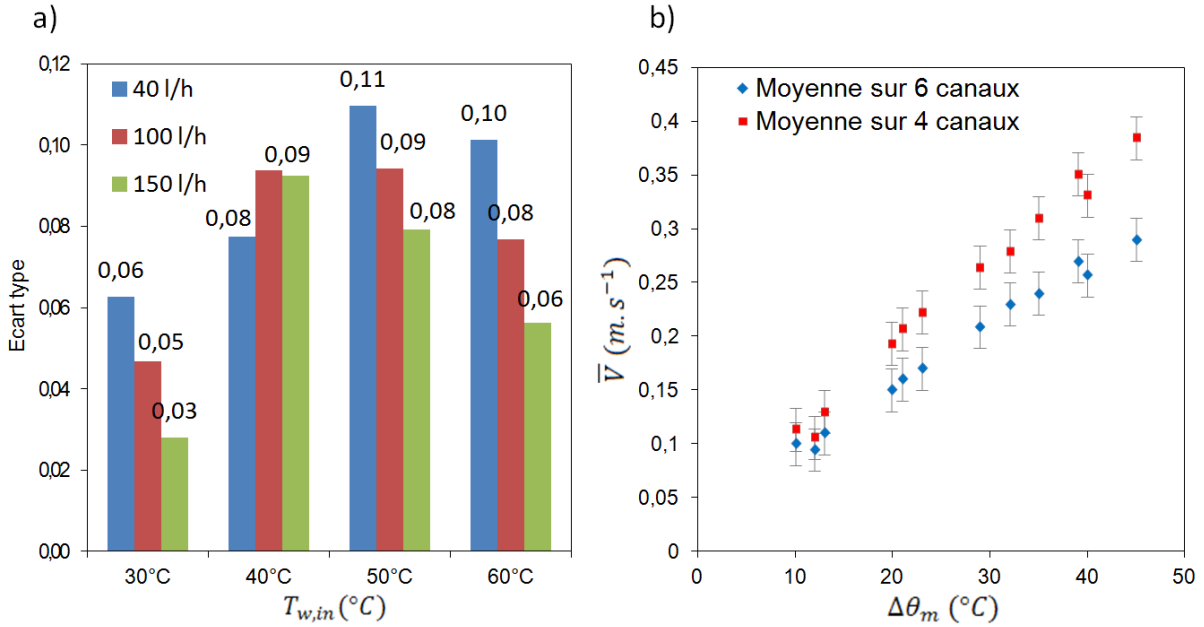 a)
0,12
0,10
0,08
0,06
0,04
0,02
0,00
Ecart type
40 l/h
100 l/h
150 l/h
0,06
0,05
0,03
0,08
0,09
0,11
0,09
0,08
0,10
0,08
0,06
30°C
40°C
50°C
60°C
T_{w,in} (°C)
b)
0,45
0,4
0,35
0,3
0,25
0,2
0,15
0,1
0,05
0
V̅ (m.s⁻¹)
Moyenne sur 6 canaux
Moyenne sur 4 canaux
0
10
20
30
40
50
Δθ_m (°C)